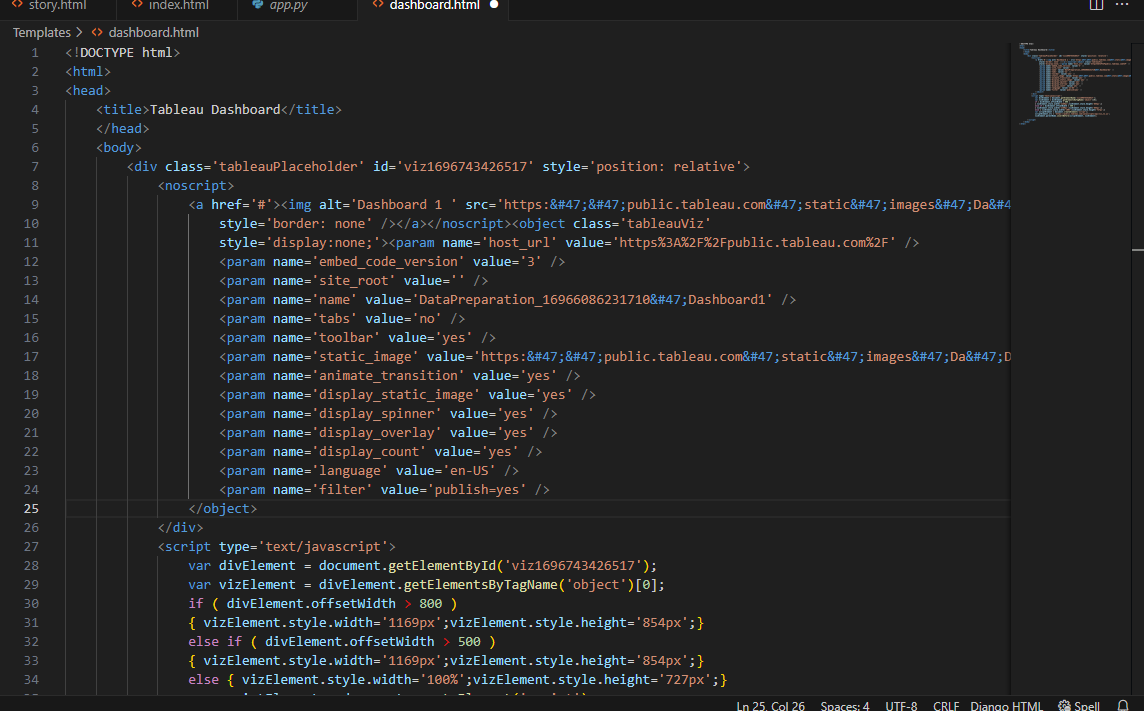 story.html index.html app.py dashboard.html
Templates > dashboard.html
1 <!DOCTYPE html>
2 <html>
3 <head>
4 <title>Tableau Dashboard</title>
5 </head>
6 <body>
7 <div class='tableauPlaceholder' id='viz1696743426517' style='position: relative'>
8 <noscript>
9 <a href='#'><img alt='Dashboard 1 ' src='https:&#47;&#47;public.tableau.com&#47;static&#47;images&#47;Da&#4
10 style='border: none' /></a></noscript><object class='tableauViz'
11 style='display:none;'><param name='host_url' value='https%3A%2F%2Fpublic.tableau.com%2F' />
12 <param name='embed_code_version' value='3' />
13 <param name='site_root' value='' />
14 <param name='name' value='DataPreparation_16966086231710&#47;Dashboard1' />
15 <param name='tabs' value='no' />
16 <param name='toolbar' value='yes' />
17 <param name='static_image' value='https:&#47;&#47;public.tableau.com&#47;static&#47;images&#47;Da&#47;D
18 <param name='animate_transition' value='yes' />
19 <param name='display_static_image' value='yes' />
20 <param name='display_spinner' value='yes' />
21 <param name='display_overlay' value='yes' />
22 <param name='display_count' value='yes' />
23 <param name='language' value='en-US' />
24 <param name='filter' value='publish=yes' />
25 </object>
26 </div>
27 <script type='text/javascript'>
28 var divElement = document.getElementById('viz1696743426517');
29 var vizElement = divElement.getElementsByTagName('object')[0];
30 if ( divElement.offsetWidth > 800 )
31 { vizElement.style.width='1169px';vizElement.style.height='854px';}
32 else if ( divElement.offsetWidth > 500 )
33 { vizElement.style.width='1169px';vizElement.style.height='854px';}
34 else { vizElement.style.width='100%';vizElement.style.height='727px';}
Ln 25, Col 26 Spaces: 4 UTF-8 CRLF Django HTML Spell